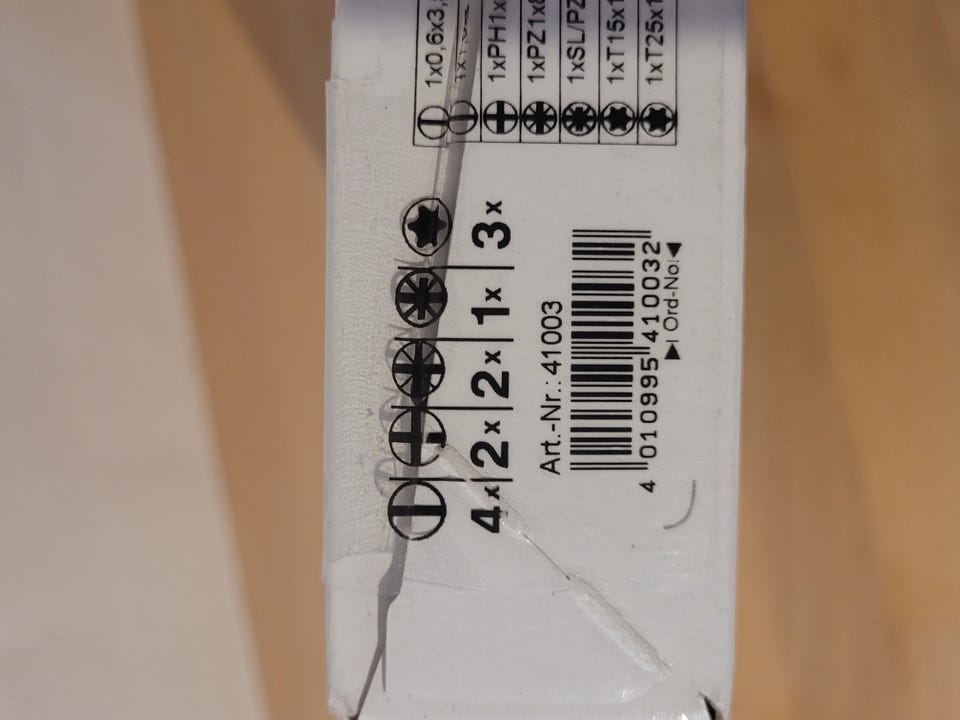 1x0,6x3,
1xPH1x
1xPZ1x8
1xSL/PZ
1xT15x1
1xT25x1
4x 2x 2x 1x 3x
Art.-Nr.: 41003
4 010995 410032
Ord-No.